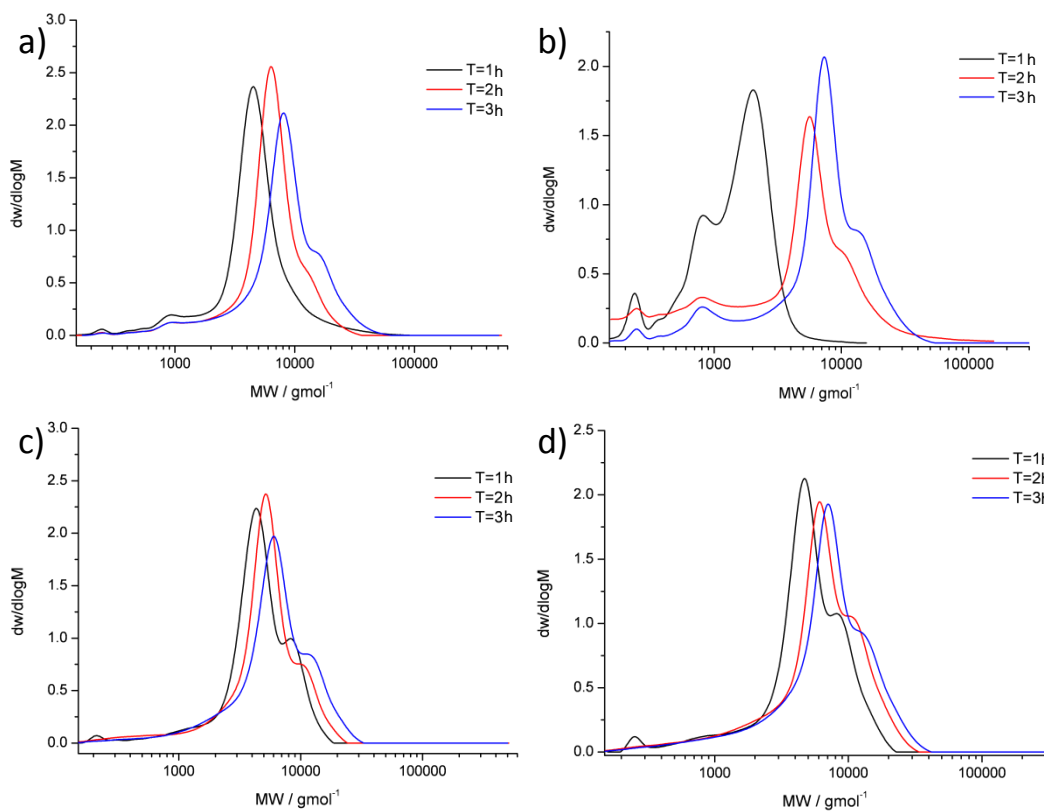 a)
3.0
2.5
2.0
1.5
1.0
0.5
0.0
dw/dlogM
1000
10000
100000
MW / gmol⁻¹
T=1h
T=2h
T=3h
b)
2.0
1.5
1.0
0.5
0.0
dw/dlogM
1000
10000
100000
MW / gmol⁻¹
T=1h
T=2h
T=3h
c)
3.0
2.5
2.0
1.5
1.0
0.5
0.0
dw/dlogM
1000
10000
100000
MW / gmol⁻¹
T=1h
T=2h
T=3h
d)
2.5
2.0
1.5
1.0
0.5
0.0
dw/dlogM
1000
10000
100000
MW / gmol⁻¹
T=1h
T=2h
T=3h